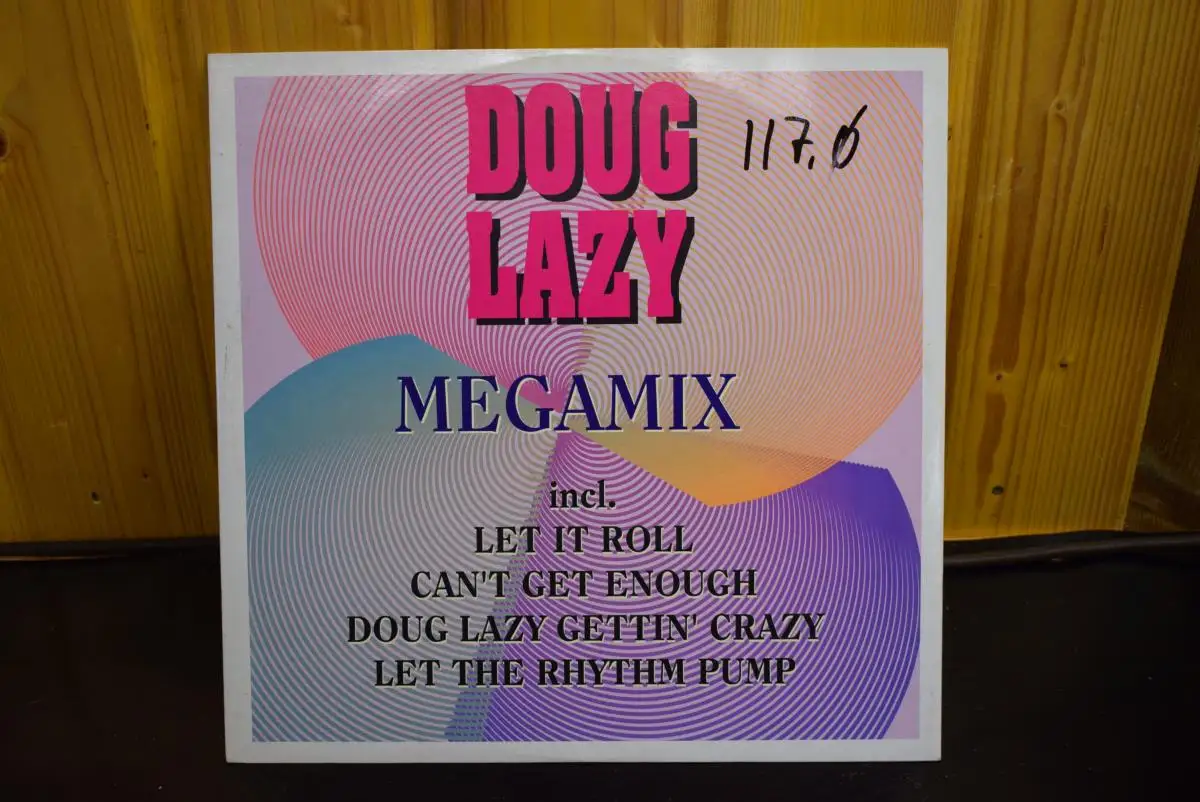 DOUG
117,0
LAZY
MEGAMIX
incl.
LET IT ROLL
CAN'T GET ENOUGH
DOUG LAZY GETTIN' CRAZY
LET THE RHYTHM PUMP